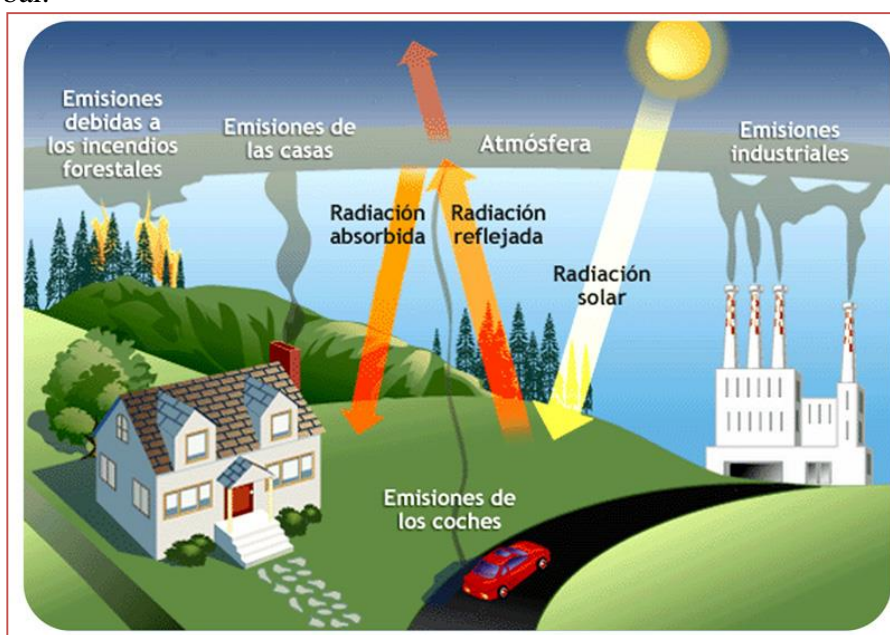 bal.
Emisiones
debidas a
los incendios
forestales
Emisiones de
las casas
Atmósfera
Emisiones
industriales
Radiación
absorbida
Radiación
reflejada
Radiación
solar
Emisiones de
los coches